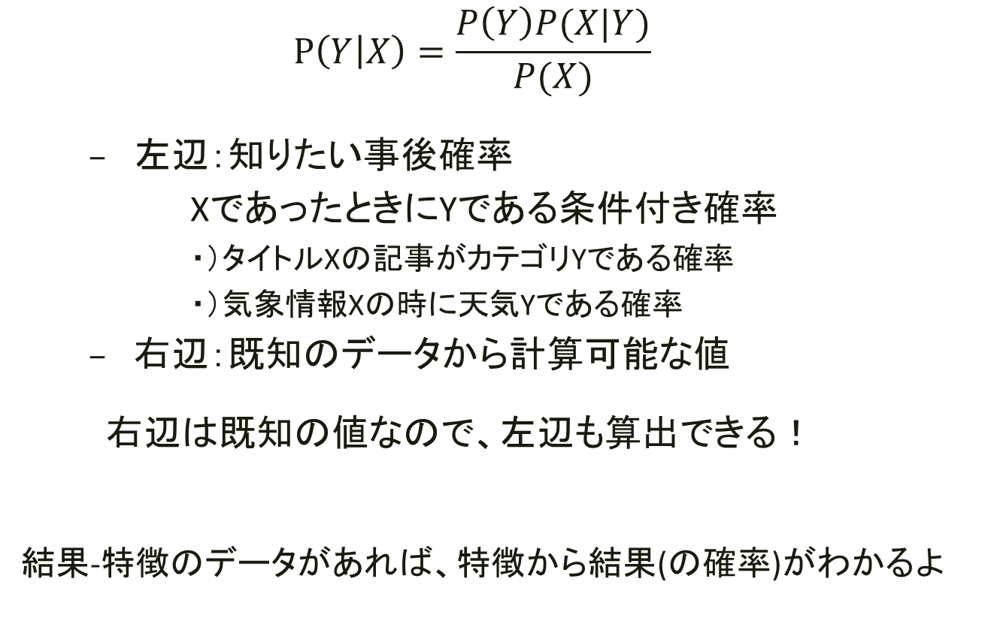 P(Y|X) = P(Y)P(X|Y) / P(X)
– 左辺:知りたい事後確率
XであったときにYである条件付き確率
・)タイトルXの記事がカテゴリYである確率
・)気象情報Xの時に天気Yである確率
– 右辺:既知のデータから計算可能な値
右辺は既知の値なので、左辺も算出できる!
結果-特徴のデータがあれば、特徴から結果(の確率)がわかるよ